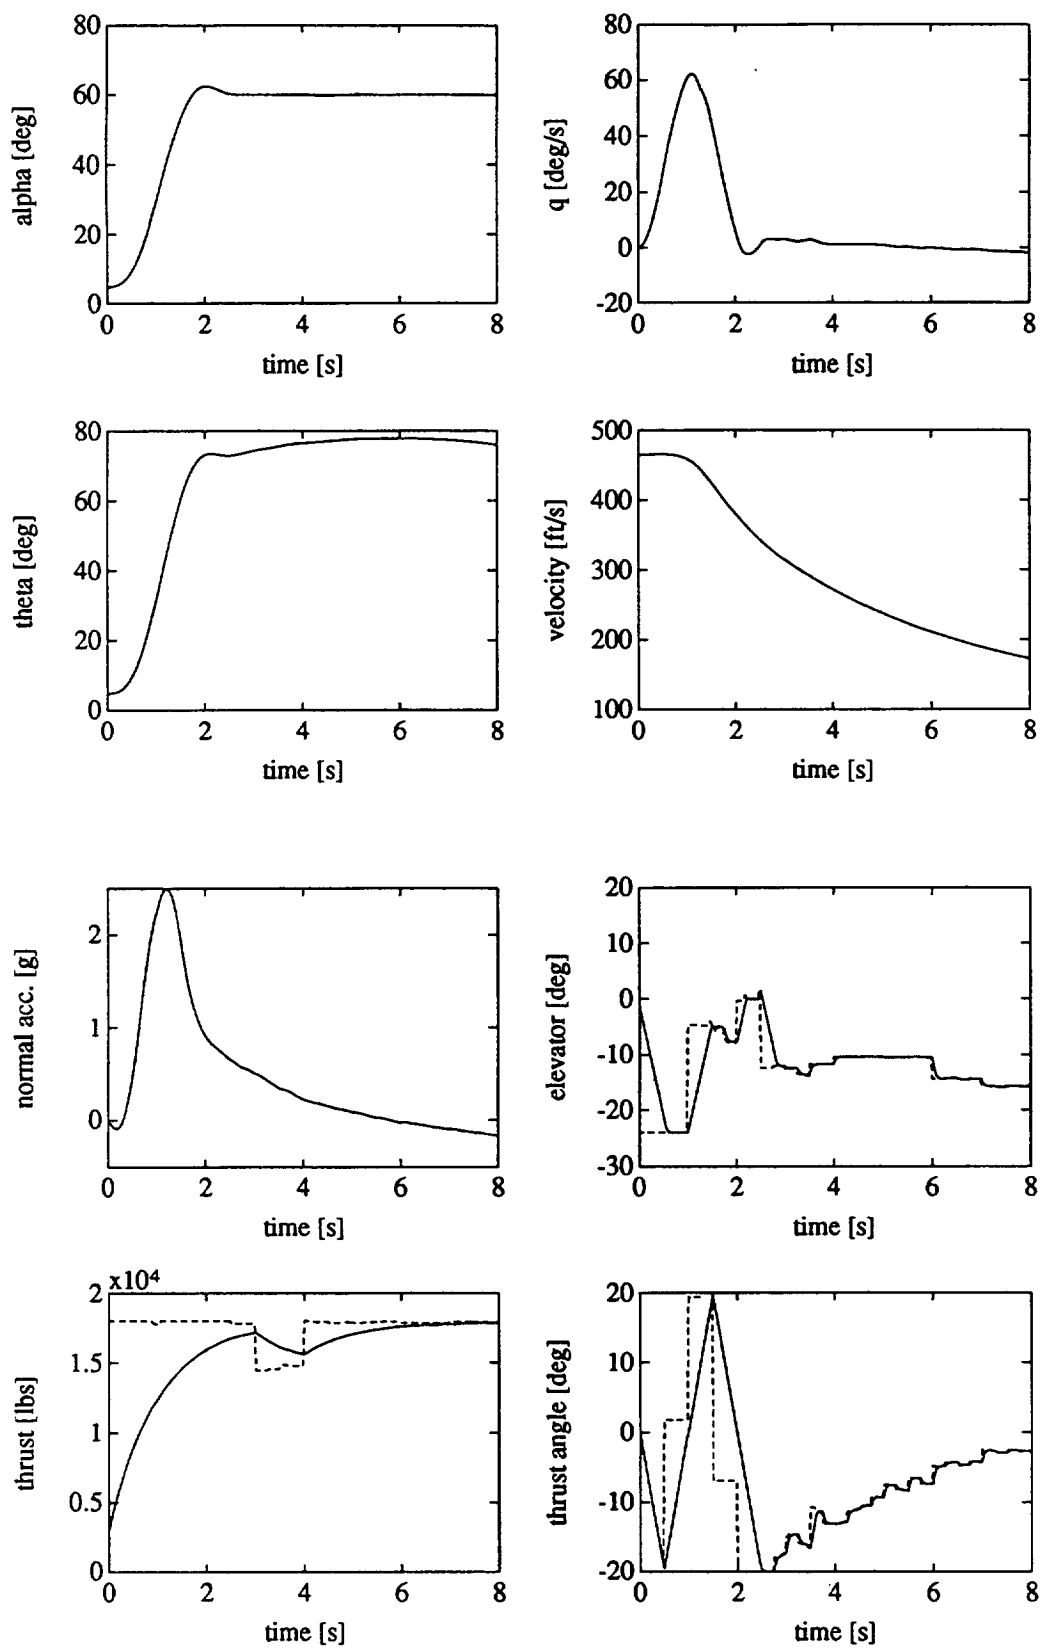 80
60
40
20
0
alpha [deg]
0 2 4 6 8
time [s]
80
60
40
20
0
-20
q [deg/s]
0 2 4 6 8
time [s]
80
60
40
20
0
theta [deg]
0 2 4 6 8
time [s]
500
400
300
200
100
velocity [ft/s]
0 2 4 6 8
time [s]
2
1
0
normal acc. [g]
0 2 4 6 8
time [s]
20
10
0
-10
-20
-30
elevator [deg]
0 2 4 6 8
time [s]
x10⁴
2
1.5
1
0.5
0
thrust [lbs]
0 2 4 6 8
time [s]
20
10
0
-10
-20
thrust angle [deg]
0 2 4 6 8
time [s]